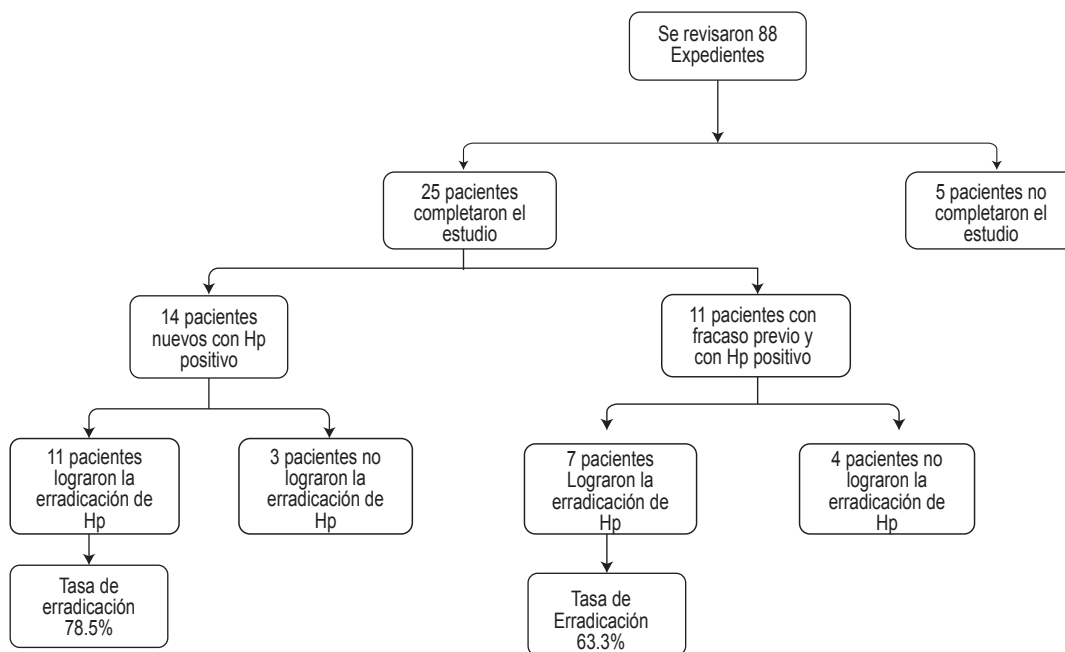 Se revisaron 88
Expedientes
25 pacientes
completaron el
estudio
5 pacientes no
completaron el
estudio
14 pacientes
nuevos con Hp
positivo
11 pacientes con
fracaso previo y
con Hp positivo
11 pacientes
lograron la
erradicación de
Hp
3 pacientes no
lograron la
erradicación de
Hp
7 pacientes
Lograron la
erradicación de
Hp
4 pacientes no
lograron la
erradicación de
Hp
Tasa de
erradicación
78.5%
Tasa de
Erradicación
63.3%